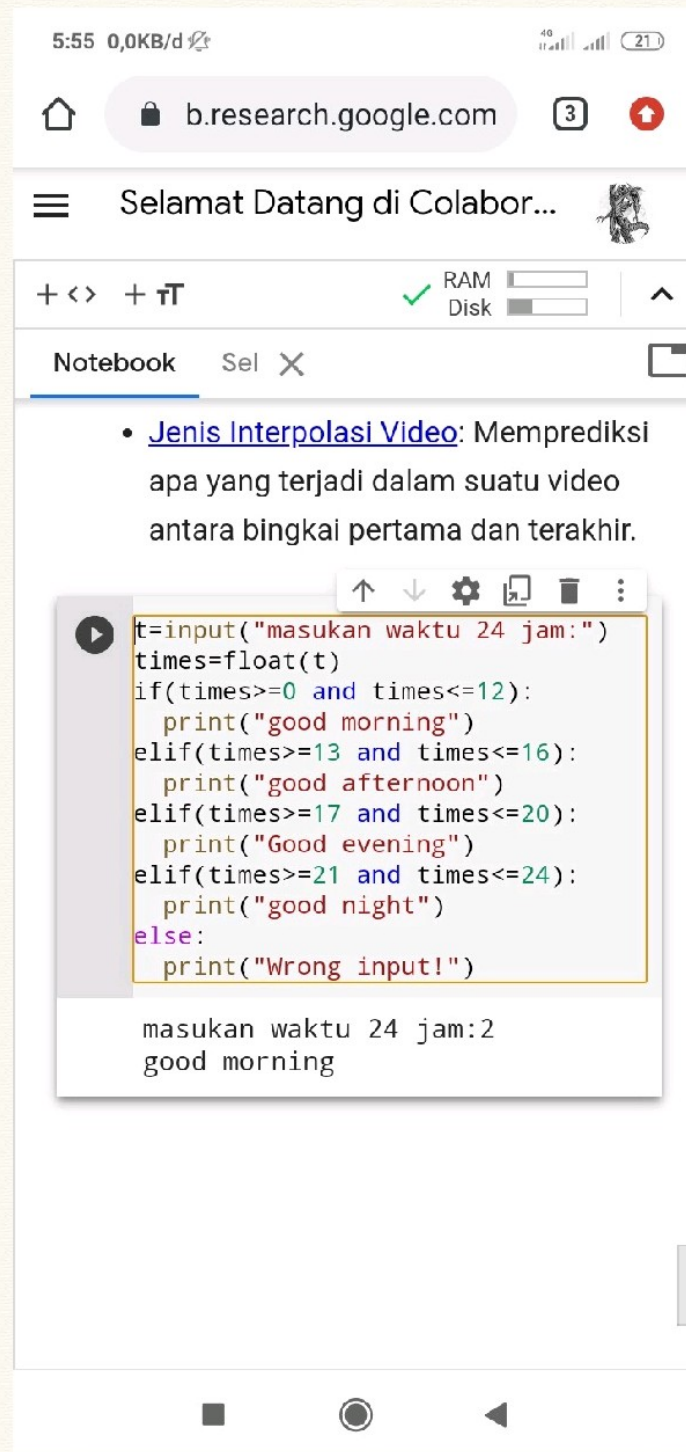 5:55 0,0KB/d 4G 21
b.research.google.com 3
Selamat Datang di Colabor...
+ <> + TT RAM
Disk
Notebook Sel X
• Jenis Interpolasi Video: Memprediksi
apa yang terjadi dalam suatu video
antara bingkai pertama dan terakhir.
t=input("masukan waktu 24 jam:")
times=float(t)
if(times>=0 and times<=12):
  print("good morning")
elif(times>=13 and times<=16):
  print("good afternoon")
elif(times>=17 and times<=20):
  print("Good evening")
elif(times>=21 and times<=24):
  print("good night")
else:
  print("Wrong input!")
masukan waktu 24 jam:2
good morning